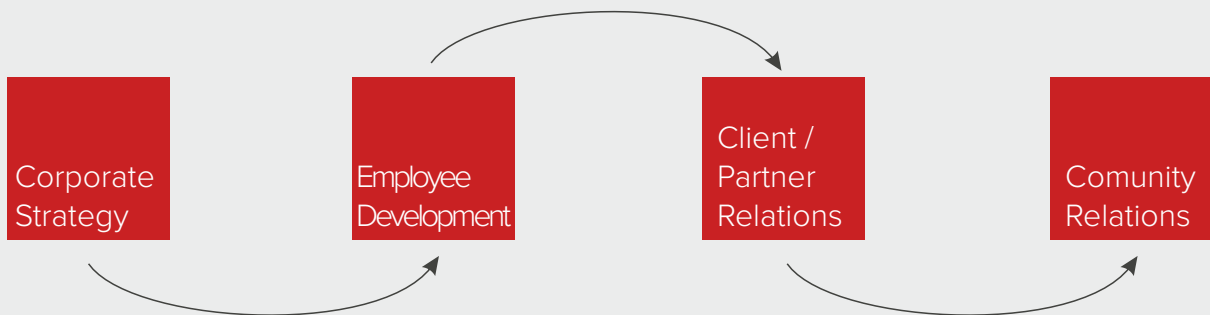 Corporate
Strategy
Employee
Development
Client /
Partner
Relations
Comunity
Relations